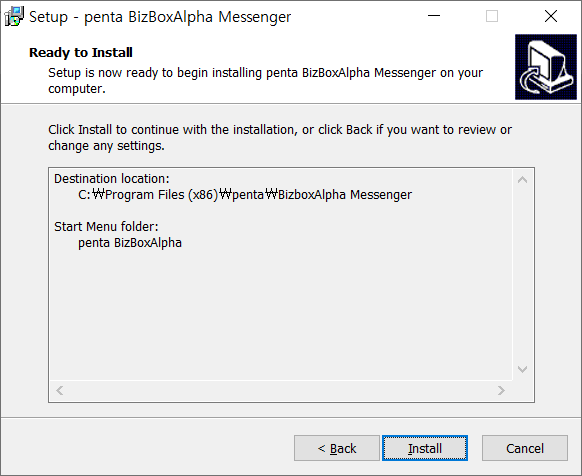 Setup - penta BizBoxAlpha Messenger
Ready to Install
Setup is now ready to begin installing penta BizBoxAlpha Messenger on your
computer.
Click Install to continue with the installation, or click Back if you want to review or
change any settings.
Destination location:
C:₩Program Files (x86)₩penta₩BizboxAlpha Messenger
Start Menu folder:
penta BizBoxAlpha
< Back
Install
Cancel